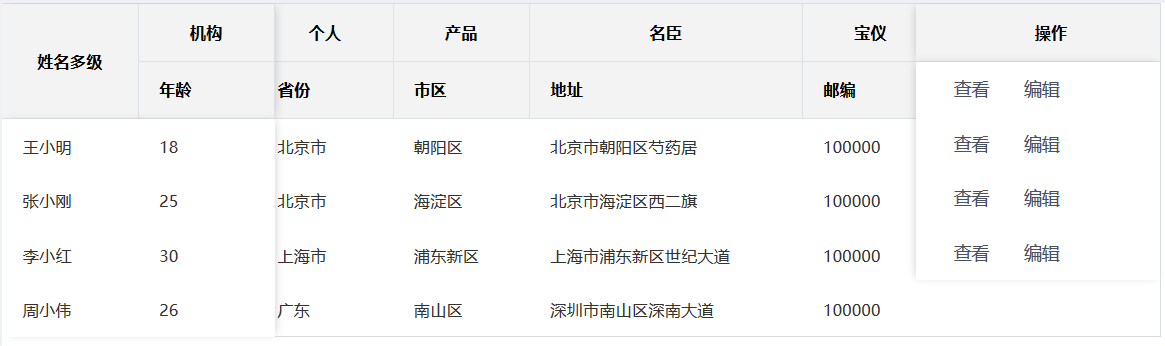 姓名多级 机构 个人 产品 名臣 宝仪 操作
年龄 省份 市区 地址 邮编 查看 编辑
王小明 18 北京市 朝阳区 北京市朝阳区芍药居 100000 查看 编辑
张小刚 25 北京市 海淀区 北京市海淀区西二旗 100000 查看 编辑
李小红 30 上海市 浦东新区 上海市浦东新区世纪大道 100000 查看 编辑
周小伟 26 广东 南山区 深圳市南山区深南大道 100000